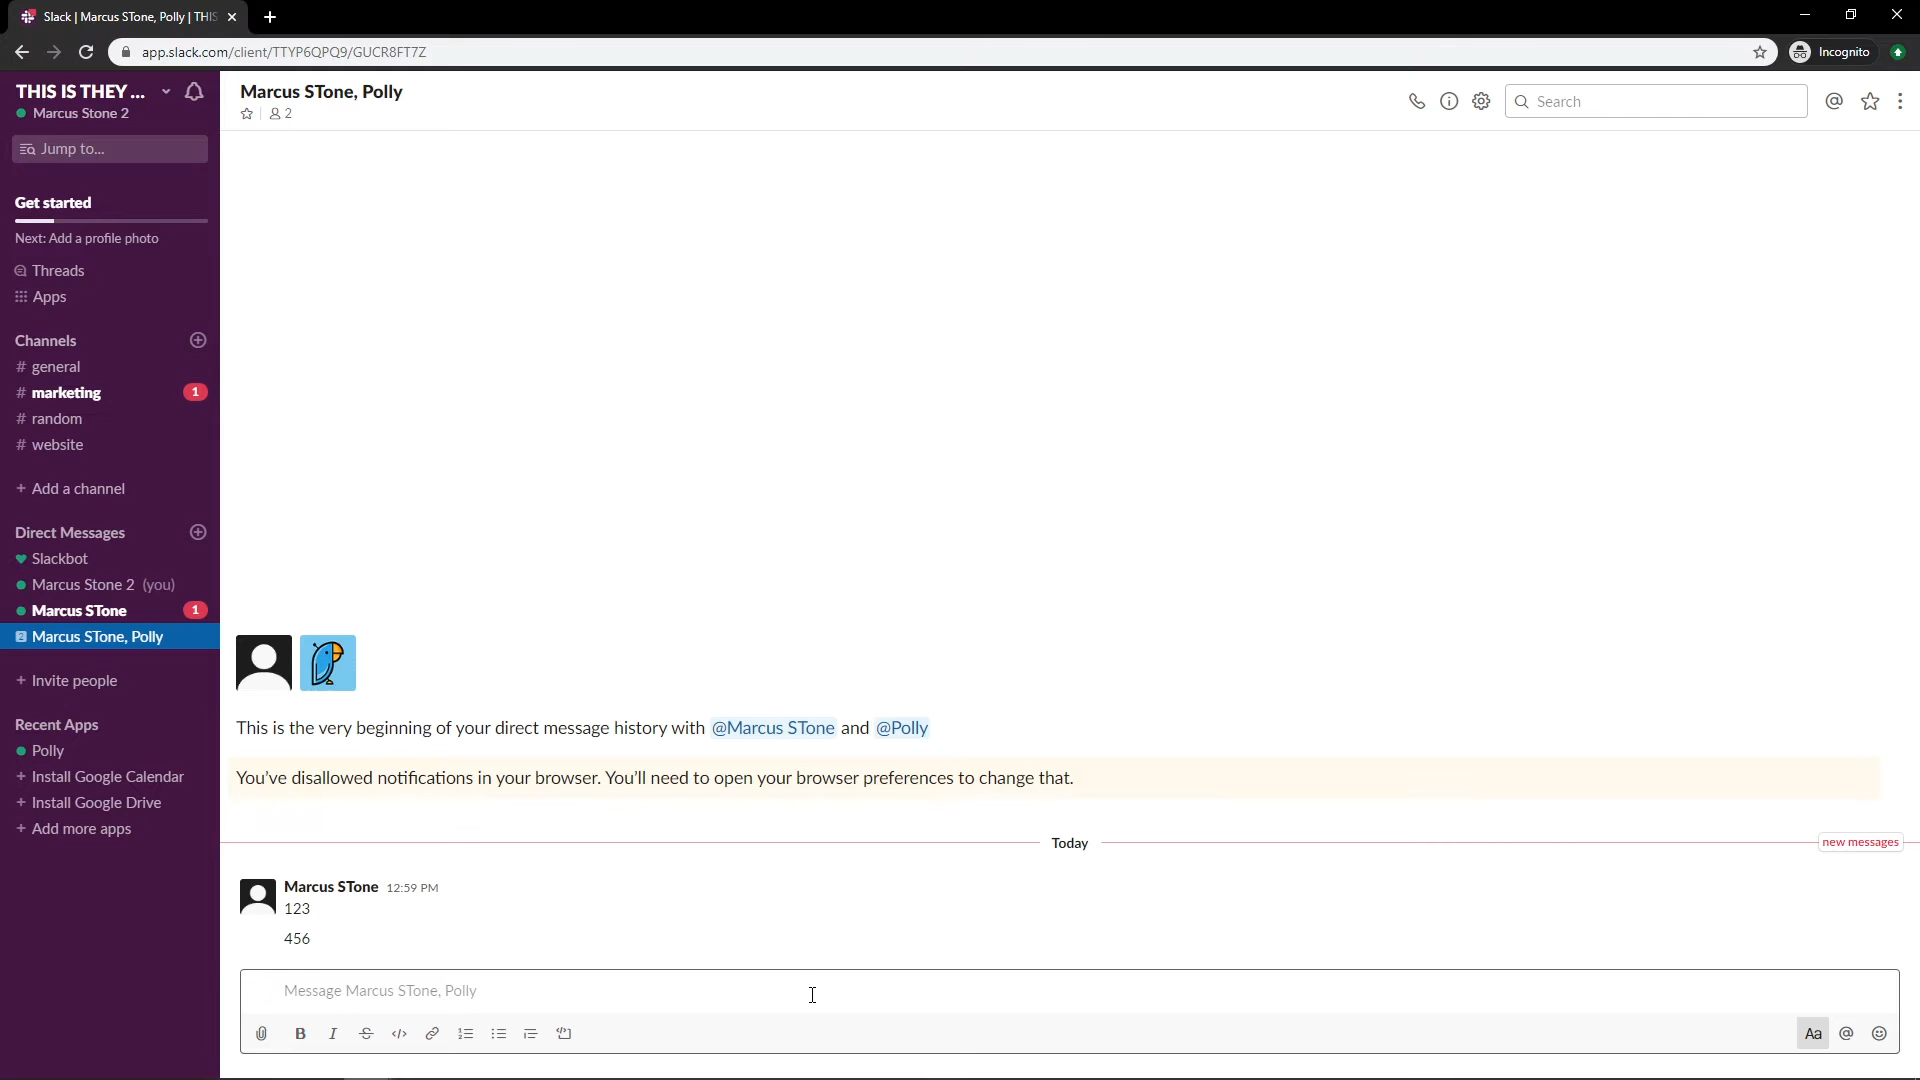 Slack | Marcus STone, Polly | THIS
app.slack.com/client/TTYP6QPQ9/GUCR8FT7Z
Incognito
THIS IS THEY ...
Marcus Stone 2
Jump to...
Get started
Next: Add a profile photo
Threads
Apps
Channels
# general
# marketing 1
# random
# website
+ Add a channel
Direct Messages
Slackbot
Marcus Stone 2 (you)
Marcus STone 1
2 Marcus STone, Polly
+ Invite people
Recent Apps
Polly
+ Install Google Calendar
+ Install Google Drive
+ Add more apps
Marcus STone, Polly
2
Search
This is the very beginning of your direct message history with @Marcus STone and @Polly
You've disallowed notifications in your browser. You'll need to open your browser preferences to change that.
Today
new messages
Marcus STone 12:59 PM
123
456
Message Marcus STone, Polly
B I S </> Aa @